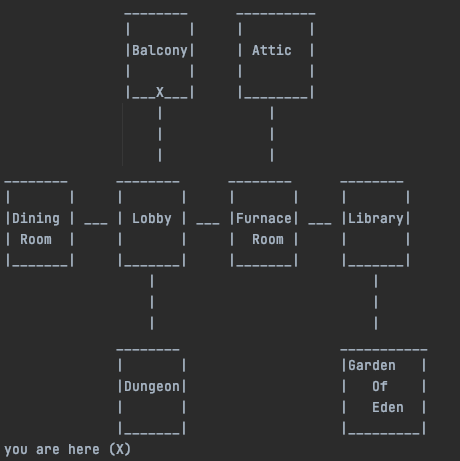 Balcony Attic
X
Dining Lobby Furnace Library
Room Room
Garden
Dungeon Of
Eden
you are here (X)